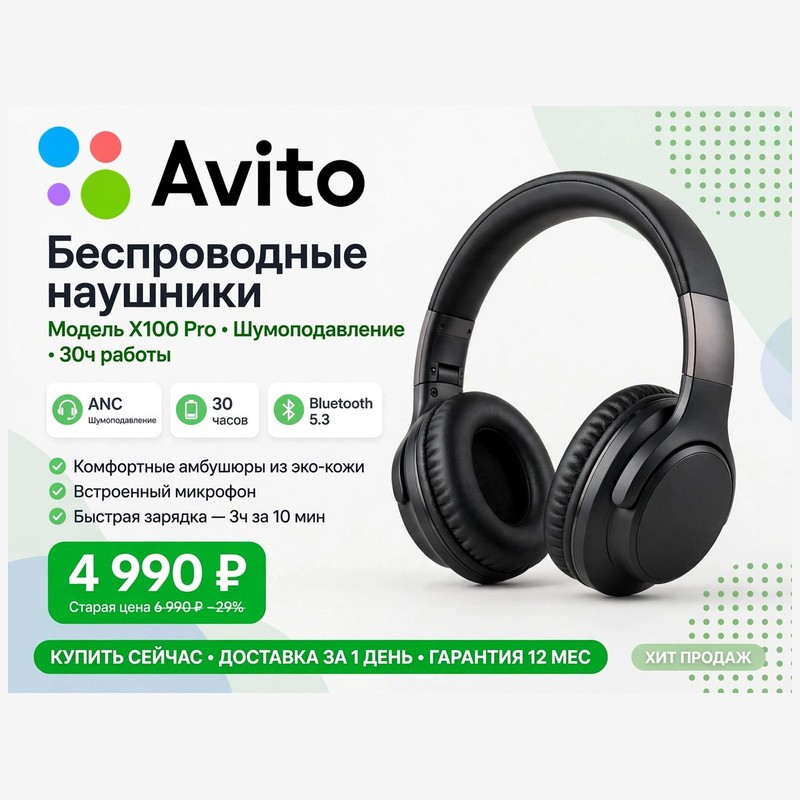 Avito
Беспроводные
наушники
Модель X100 Pro • Шумоподавление
• 30ч работы
ANC
Шумоподавление
30
часов
Bluetooth
5.3
Комфортные амбушюры из эко-кожи
Встроенный микрофон
Быстрая зарядка — 3ч за 10 мин
4 990 ₽
Старая цена 6 990 ₽ –29%
КУПИТЬ СЕЙЧАС • ДОСТАВКА ЗА 1 ДЕНЬ • ГАРАНТИЯ 12 МЕС
ХИТ ПРОДАЖ